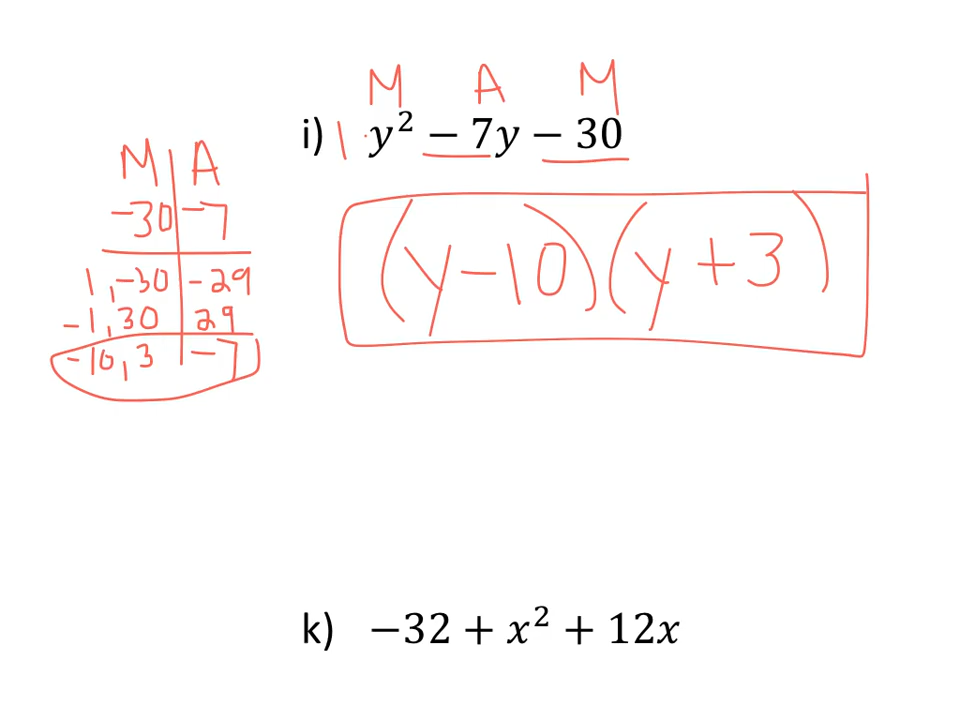 M A M
i) 1 y² − 7y − 30
M A
-30 -7
1, -30 -29
-1, 30 29
-10, 3 -7
(y-10)(y+3)
k) −32 + x² + 12x